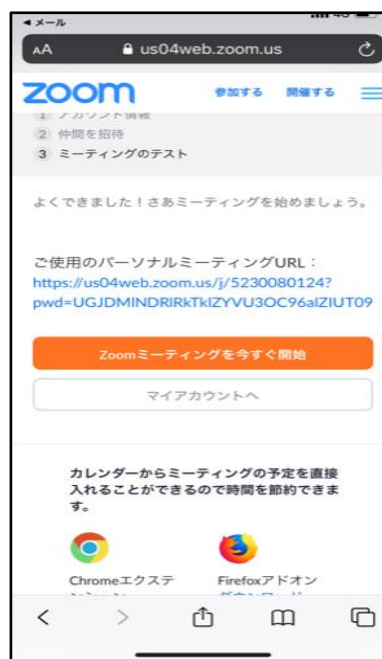 ◀ メール
AA us04web.zoom.us
zoom 参加する 開催する
2 仲間を招待
3 ミーティングのテスト
よくできました！さあミーティングを始めましょう。
ご使用のパーソナルミーティングURL：
https://us04web.zoom.us/j/5230080124?
pwd=UGJDMlNDRlRkTklZYVU3OC96alZIUT09
Zoomミーティングを今すぐ開始
マイアカウントへ
カレンダーからミーティングの予定を直接
入れることができるので時間を節約できま
す。
Chromeエクステ Firefoxアドオン